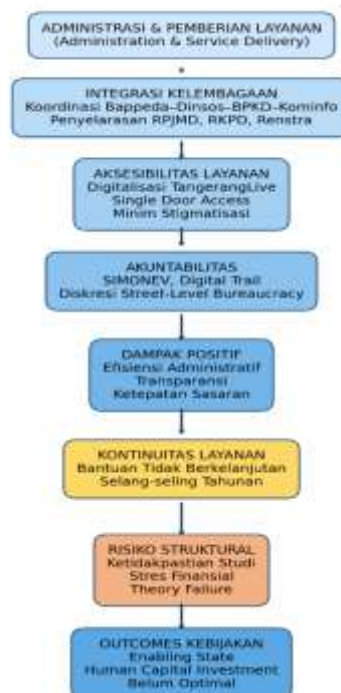 ADMINISTRASI & PEMBERIAN LAYANAN
(Administration & Service Delivery)
INTEGRASI KELEMBAGAAN
Koordinasi Bappeda-Dinsos-BPKD-Kominfo
Penyelarasan RPJMD, RKPD, Renstra
AKSESIBILITAS LAYANAN
Digitalisasi TangerangLive
Single Door Access
Minim Stigmatisasi
AKUNTABILITAS
SIMONEV, Digital Trail
Diskresi Street-Level Bureaucracy
DAMPAK POSITIF
Efisiensi Administratif
Transparansi
Ketepatan Sasaran
KONTINUITAS LAYANAN
Bantuan Tidak Berkelanjutan
Selang-seling Tahunan
RISIKO STRUKTURAL
Ketidakpastian Studi
Stres Finansial
Theory Failure
OUTCOMES KEBIJAKAN
Enabling State
Human Capital Investment
Belum Optimal